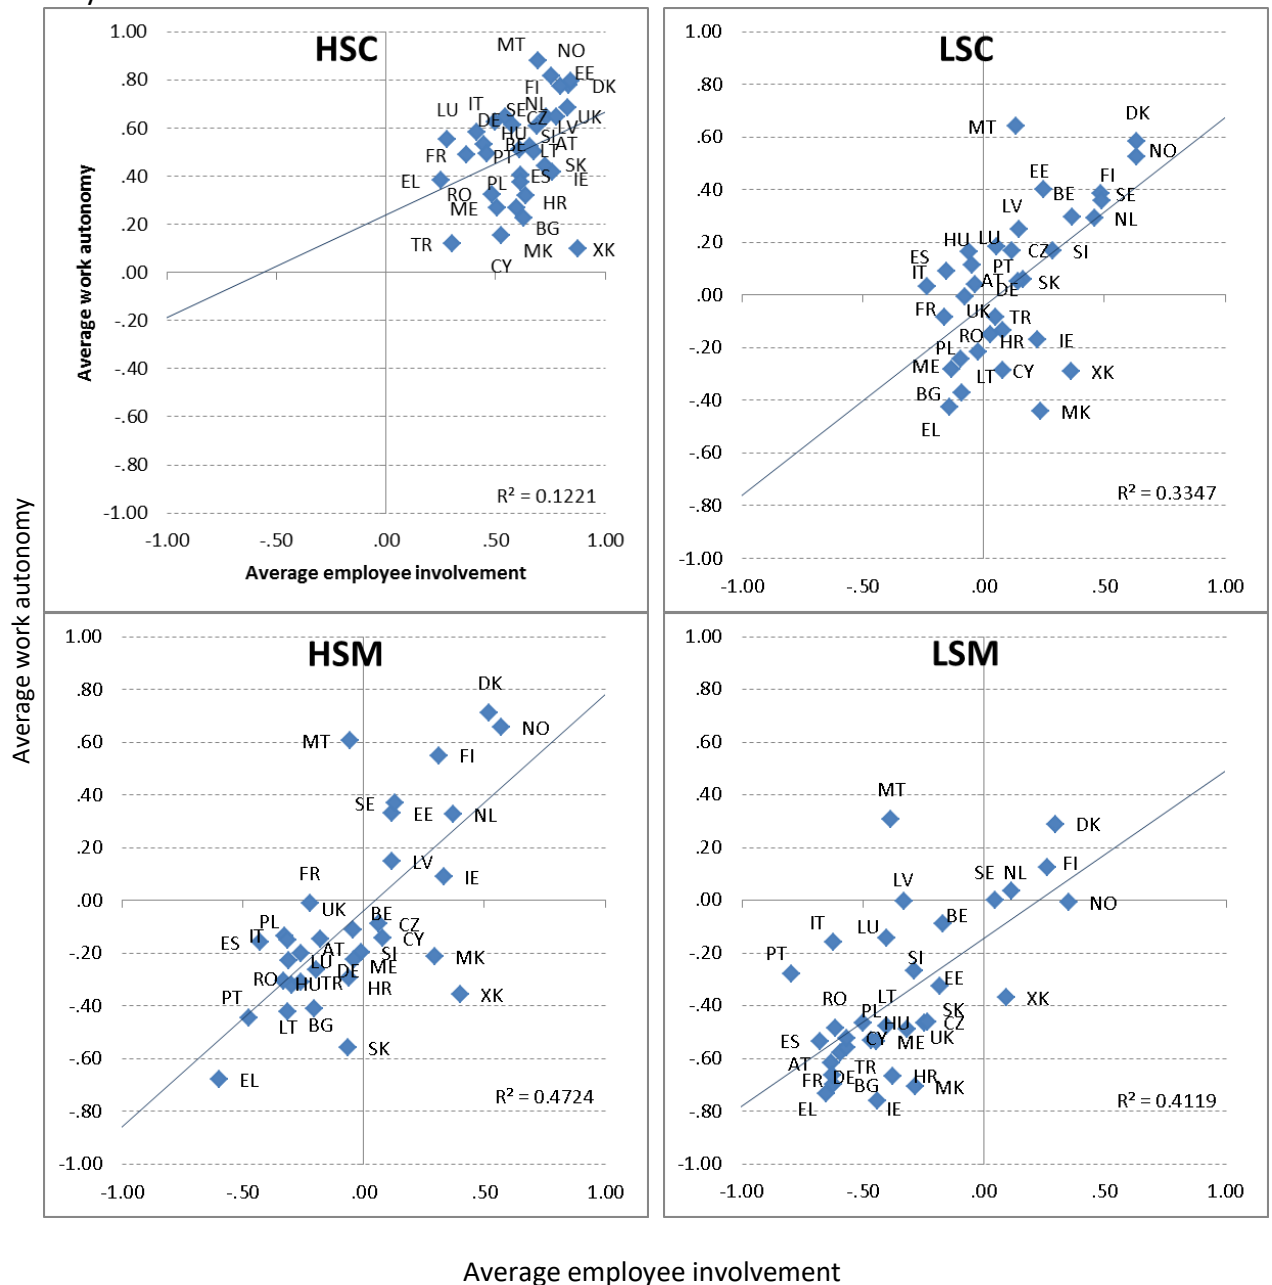 HSC
1.00
.80
.60
.40
.20
.00
-.20
-.40
-.60
-.80
-1.00
-1.00 -.50 .00 .50 1.00
Average work autonomy
Average employee involvement
MT NO
EE
FI DK
LU IT SE NL
DE CZ UK
HU SI LV
FR PT BE LT AT
SK
EL PL ES IE
RO
ME HR
BG
TR MK XK
CY
R² = 0.1221
LSC
1.00
.80
.60
.40
.20
.00
-.20
-.40
-.60
-.80
-1.00
-1.00 -.50 .00 .50 1.00
DK
MT
NO
EE FI
BE SE
LV NL
HU LU CZ SI
ES PT
IT AT DE SK
FR UK TR
RO HR IE
PL
ME LT CY XK
BG MK
EL
R² = 0.3347
Average work autonomy
HSM
1.00
.80
.60
.40
.20
.00
-.20
-.40
-.60
-.80
-1.00
-1.00 -.50 .00 .50 1.00
DK
NO
MT FI
SE EE NL
LV
FR IE
UK BE
PL CZ
ES IT AT CY
LU SI MK
DE ME
RO HU TR HR XK
PT
LT BG
SK
EL
R² = 0.4724
LSM
1.00
.80
.60
.40
.20
.00
-.20
-.40
-.60
-.80
-1.00
-1.00 -.50 .00 .50 1.00
MT
DK
FI
LV SE NL
NO
IT LU BE
PT SI
EE
RO LT XK
PL SK
HU CZ
ES CY ME UK
AT TR
FR DE BG HR MK
EL IE
R² = 0.4119
Average employee involvement